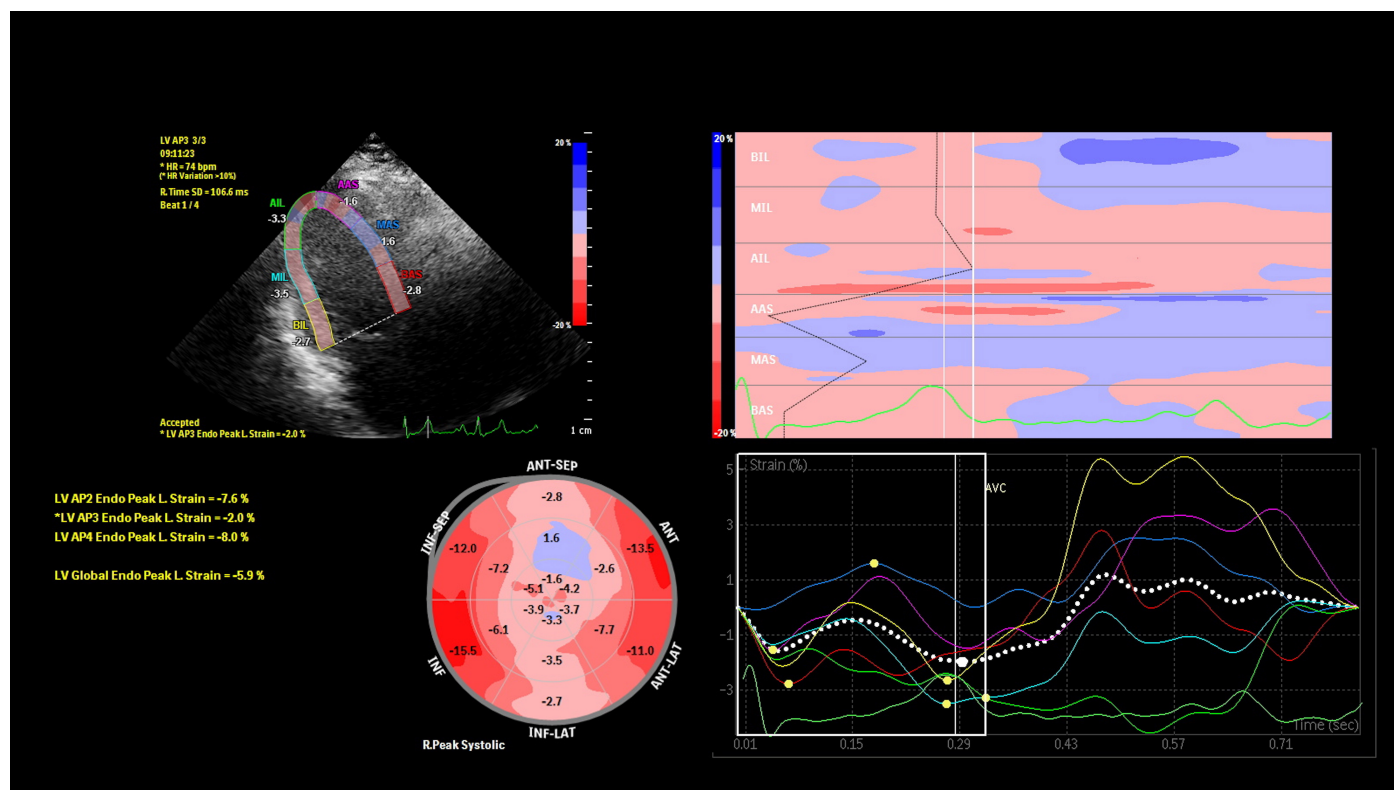 LV AP3 3/3
09:11:23
* HR = 74 bpm
(* HR Variation >10%)
R.Time SD = 106.6 ms
Beat 1 / 4
20 %
-20 %
AAS
-1.6
AIL
-3.3
MAS
1.6
BAS
-2.8
MIL
-3.5
BIL
-2.7
Accepted
* LV AP3 Endo Peak L. Strain = -2.0 %
1 cm
20 %
BIL
MIL
AIL
AAS
MAS
BAS
-20 %
LV AP2 Endo Peak L. Strain = -7.6 %
*LV AP3 Endo Peak L. Strain = -2.0 %
LV AP4 Endo Peak L. Strain = -8.0 %
LV Global Endo Peak L. Strain = -5.9 %
ANT-SEP
INF-SEP
ANT
INF
ANT-LAT
INF-LAT
-2.8
1.6
-12.0
-13.5
-7.2
-2.6
-1.6
-5.1
-4.2
-3.9
-3.7
-3.3
-6.1
-7.7
-15.5
-11.0
-3.5
-2.7
R.Peak Systolic
Strain (%)
AVC
5
3
1
-1
-3
Time (sec)
0.01
0.15
0.29
0.43
0.57
0.71